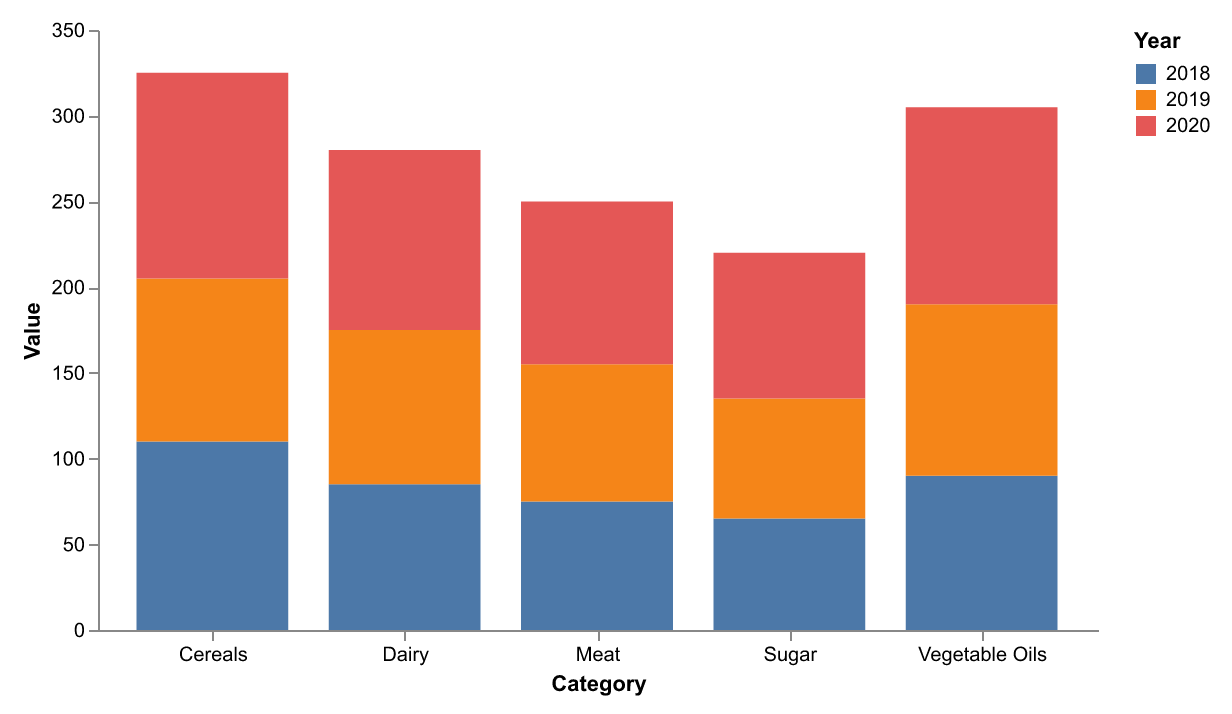 350
300
250
200
150
100
50
0
Value
Cereals
Dairy
Meat
Sugar
Vegetable Oils
Category
Year
2018
2019
2020